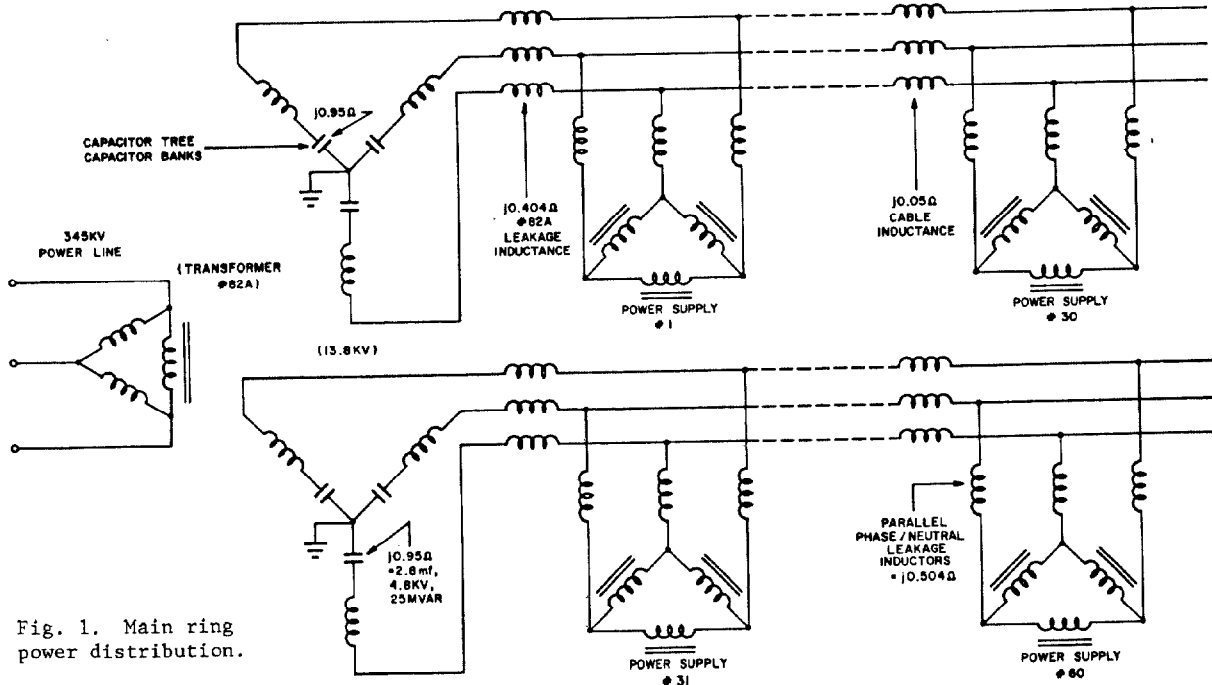 j0.95Ω
CAPACITOR TREE
CAPACITOR BANKS
345KV
POWER LINE
(TRANSFORMER
#82A)
j0.404Ω
#82A
LEAKAGE
INDUCTANCE
j0.05Ω
CABLE
INDUCTANCE
POWER SUPPLY
#1
POWER SUPPLY
#30
(13.8KV)
j0.95Ω
=2.8mf,
4.8KV,
25MVAR
PARALLEL
PHASE/NEUTRAL
LEAKAGE
INDUCTORS
=j0.504Ω
POWER SUPPLY
#31
POWER SUPPLY
#60
Fig. 1. Main ring
power distribution.